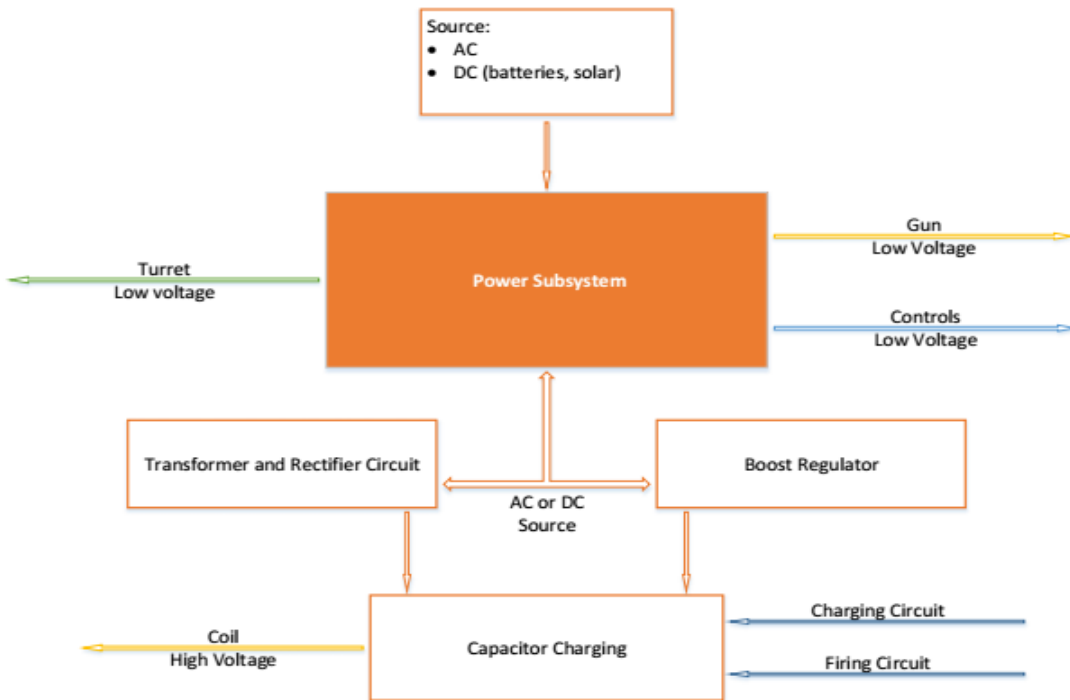 Source:
• AC
• DC (batteries, solar)
Gun
Low Voltage
Turret
Low voltage
Power Subsystem
Controls
Low Voltage
Transformer and Rectifier Circuit
Boost Regulator
AC or DC
Source
Charging Circuit
Coil
High Voltage
Capacitor Charging
Firing Circuit